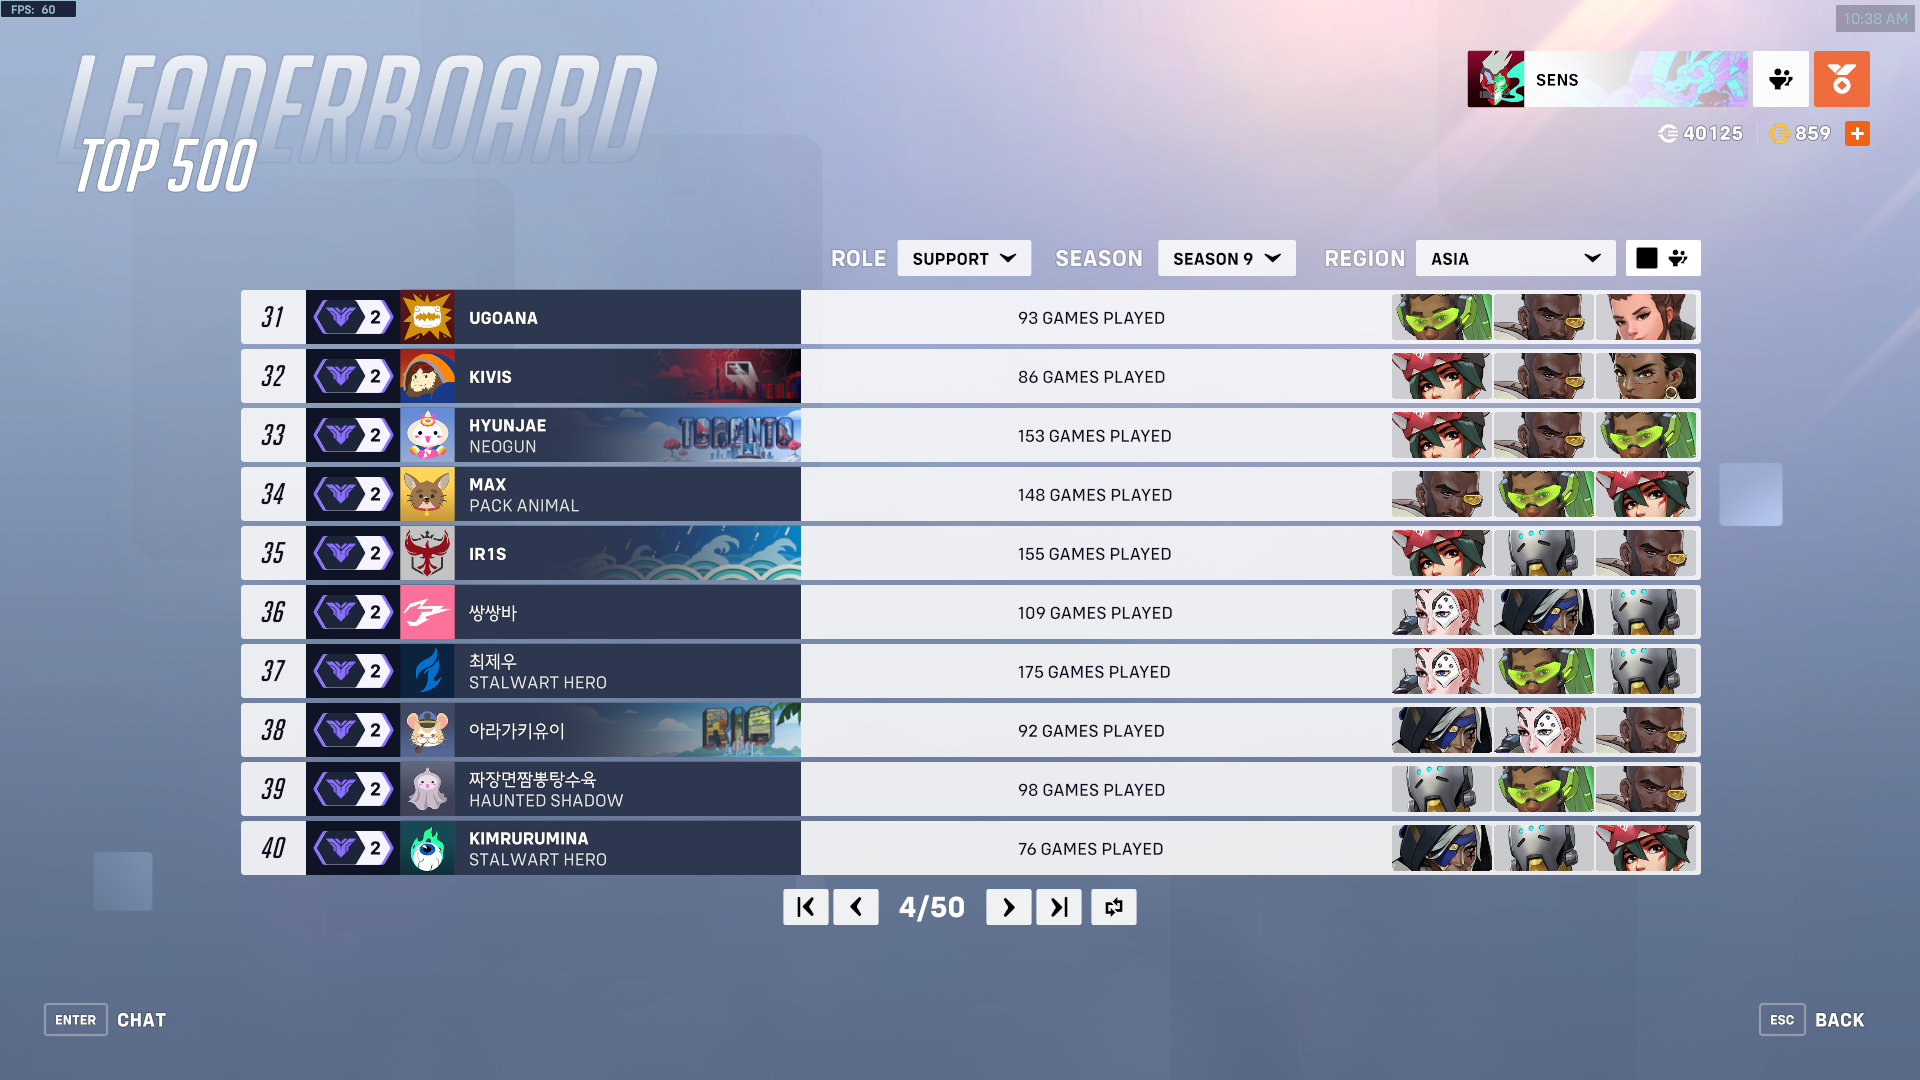 FPS: 60
10:38 AM
LEADERBOARD
TOP 500
SENS
40125
859
ROLE
SUPPORT
SEASON
SEASON 9
REGION
ASIA
31 2 UGOANA 93 GAMES PLAYED
32 2 KIVIS 86 GAMES PLAYED
33 2 HYUNJAE 153 GAMES PLAYED
NEOGUN
TORONTO
34 2 MAX 148 GAMES PLAYED
PACK ANIMAL
35 2 IR1S 155 GAMES PLAYED
36 2 쌍쌍바 109 GAMES PLAYED
37 2 최제우 175 GAMES PLAYED
STALWART HERO
38 2 아라가키유이 92 GAMES PLAYED
RIO
39 2 짜장면짬뽕탕수육 98 GAMES PLAYED
HAUNTED SHADOW
40 2 KIMRURUMINA 76 GAMES PLAYED
STALWART HERO
4/50
ENTER CHAT
ESC BACK